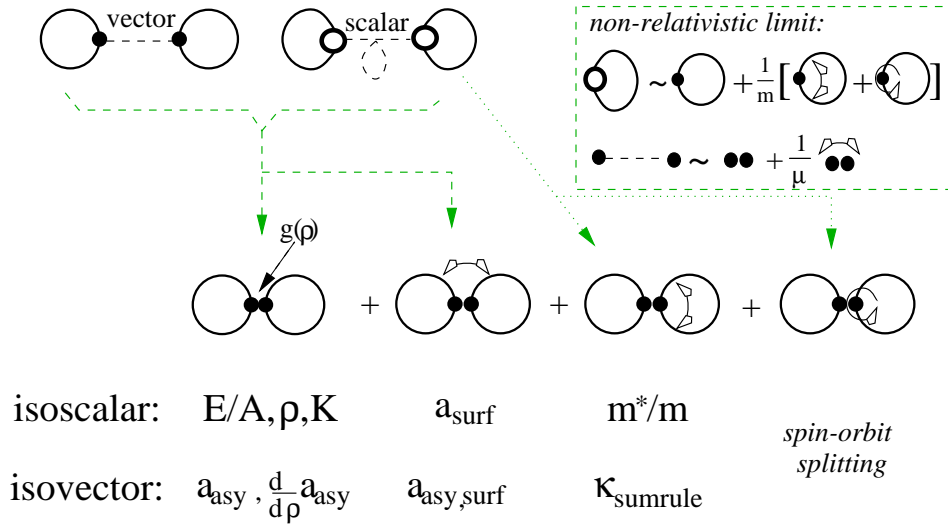 vector
scalar
non-relativistic limit:
~ + 1/m [ + ]
~ + 1/μ
g(ρ)
+ + +
isoscalar: E/A, ρ, K a_surf m*/m
spin-orbit
splitting
isovector: a_asy , d/dρ a_asy a_asy,surf κ_sumrule